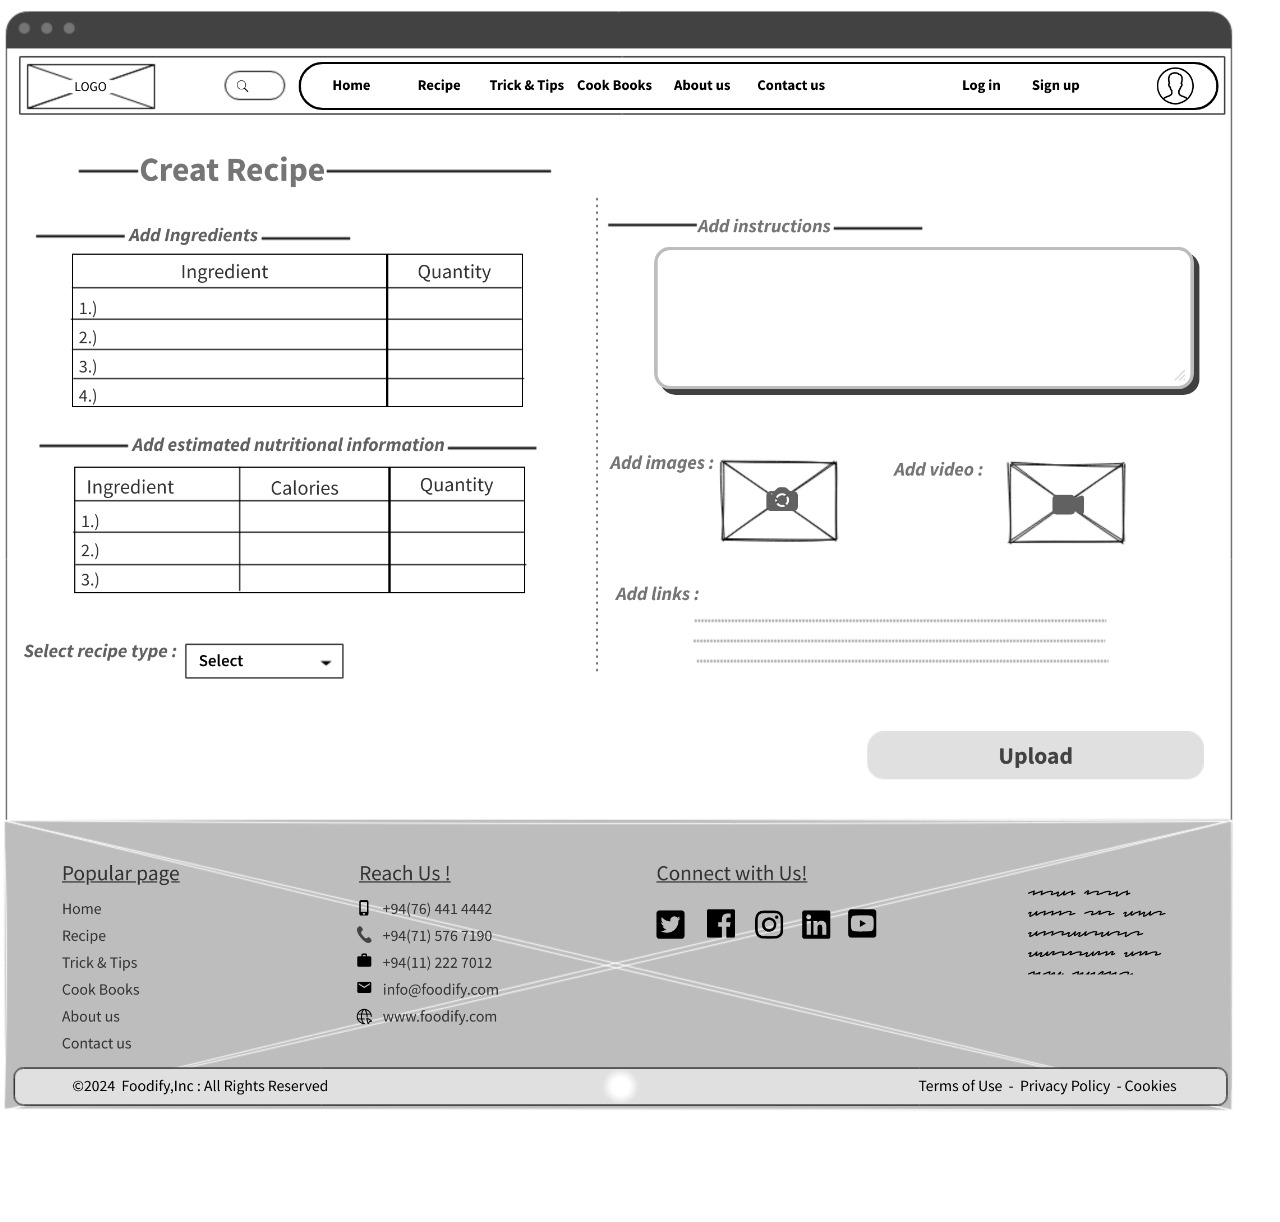 LOGO
Home Recipe Trick & Tips Cook Books About us Contact us Log in Sign up
Creat Recipe
Add Ingredients
Ingredient Quantity
1.)
2.)
3.)
4.)
Add estimated nutritional information
Ingredient Calories Quantity
1.)
2.)
3.)
Select recipe type : Select
Add instructions
Add images : Add video :
Add links :
Upload
Popular page
Home
Recipe
Trick & Tips
Cook Books
About us
Contact us
Reach Us !
+94(76) 441 4442
+94(71) 576 7190
+94(11) 222 7012
info@foodify.com
www.foodify.com
Connect with Us!
©2024 Foodify,Inc : All Rights Reserved
Terms of Use - Privacy Policy - Cookies